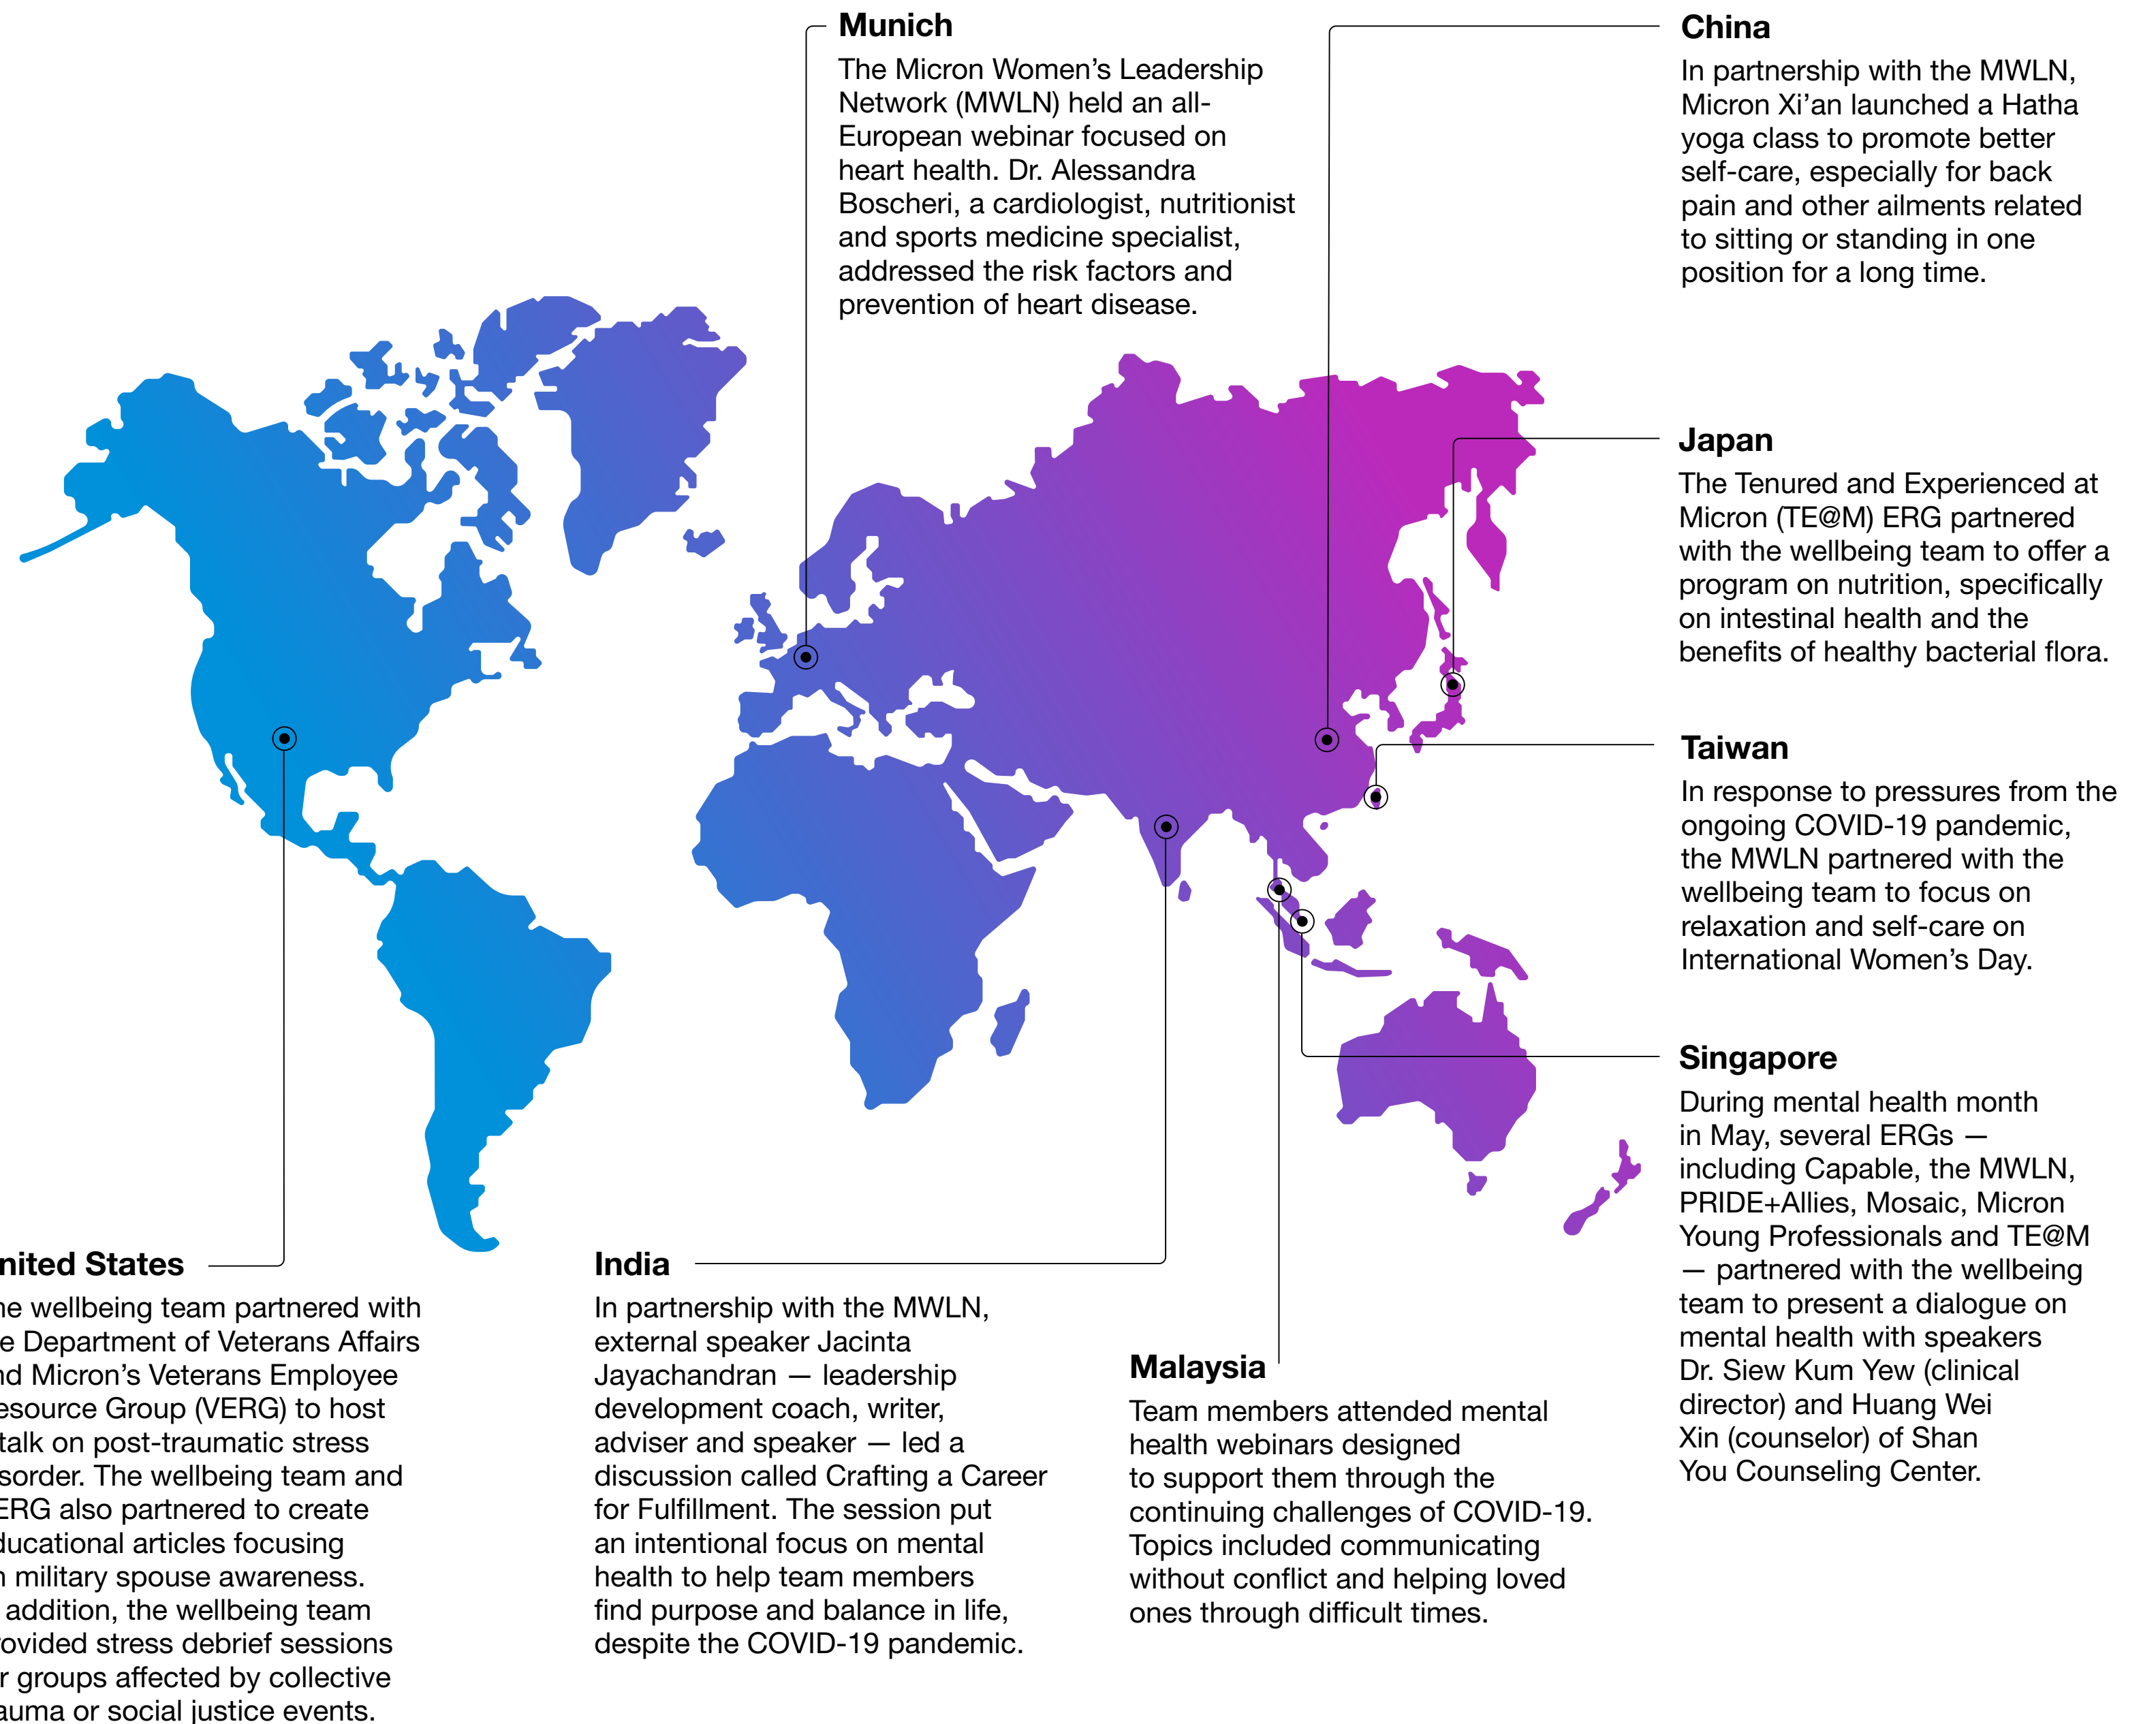 Munich
The Micron Women's Leadership
Network (MWLN) held an all-
European webinar focused on
heart health. Dr. Alessandra
Boscheri, a cardiologist, nutritionist
and sports medicine specialist,
addressed the risk factors and
prevention of heart disease.
China
In partnership with the MWLN,
Micron Xi'an launched a Hatha
yoga class to promote better
self-care, especially for back
pain and other ailments related
to sitting or standing in one
position for a long time.
Japan
The Tenured and Experienced at
Micron (TE@M) ERG partnered
with the wellbeing team to offer a
program on nutrition, specifically
on intestinal health and the
benefits of healthy bacterial flora.
Taiwan
In response to pressures from the
ongoing COVID-19 pandemic,
the MWLN partnered with the
wellbeing team to focus on
relaxation and self-care on
International Women's Day.
Singapore
During mental health month
in May, several ERGs —
including Capable, the MWLN,
PRIDE+Allies, Mosaic, Micron
Young Professionals and TE@M
— partnered with the wellbeing
team to present a dialogue on
mental health with speakers
Dr. Siew Kum Yew (clinical
director) and Huang Wei
Xin (counselor) of Shan
You Counseling Center.
nited States
he wellbeing team partnered with
e Department of Veterans Affairs
nd Micron's Veterans Employee
esource Group (VERG) to host
talk on post-traumatic stress
sorder. The wellbeing team and
ERG also partnered to create
ducational articles focusing
n military spouse awareness.
addition, the wellbeing team
rovided stress debrief sessions
r groups affected by collective
auma or social justice events.
India
In partnership with the MWLN,
external speaker Jacinta
Jayachandran — leadership
development coach, writer,
adviser and speaker — led a
discussion called Crafting a Career
for Fulfillment. The session put
an intentional focus on mental
health to help team members
find purpose and balance in life,
despite the COVID-19 pandemic.
Malaysia
Team members attended mental
health webinars designed
to support them through the
continuing challenges of COVID-19.
Topics included communicating
without conflict and helping loved
ones through difficult times.